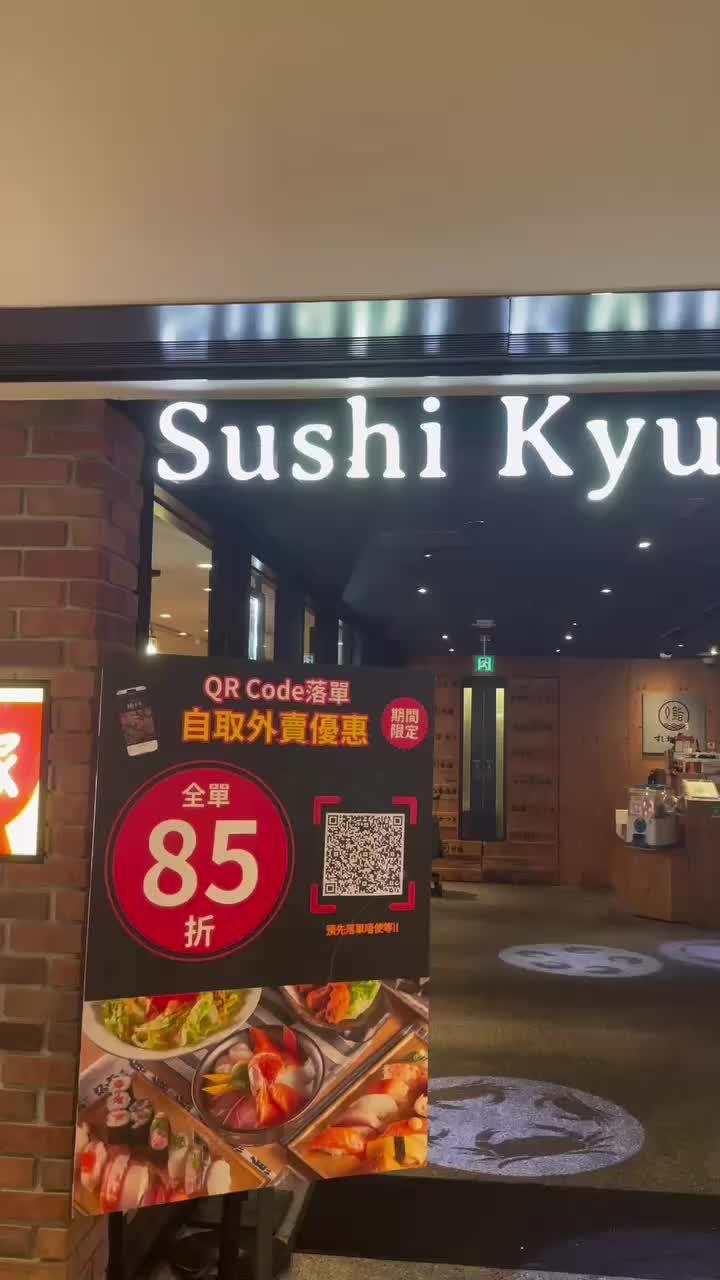 Sushi Kyu
QR Code落單
自取外賣優惠
期間
限定
全單
85
折
預先落單唔使等!!
鮨